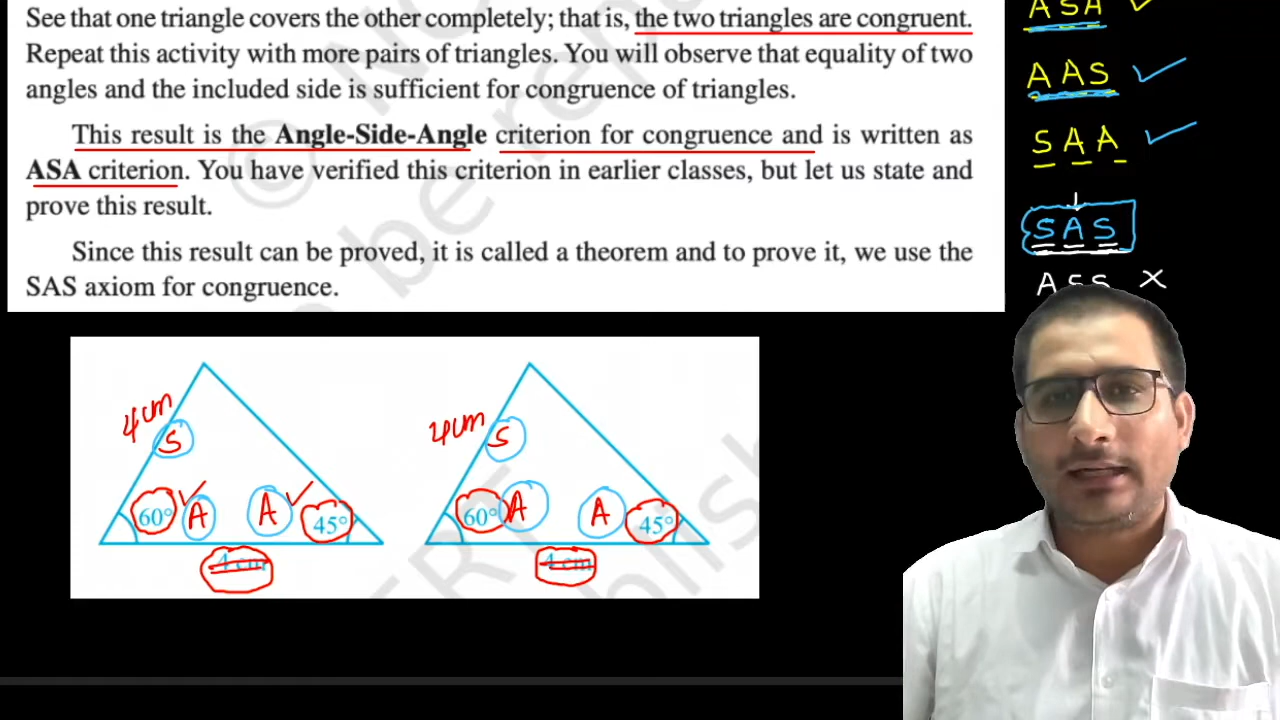 See that one triangle covers the other completely; that is, the two triangles are congruent.
Repeat this activity with more pairs of triangles. You will observe that equality of two
angles and the included side is sufficient for congruence of triangles.
This result is the Angle-Side-Angle criterion for congruence and is written as
ASA criterion. You have verified this criterion in earlier classes, but let us state and
prove this result.
Since this result can be proved, it is called a theorem and to prove it, we use the
SAS axiom for congruence.
ASA ✓
AAS ✓
SAA ✓
SAS
ASS ×
4cm
S
60° A A 45°
4 cm
4cm
S
60° A A 45°
4 cm